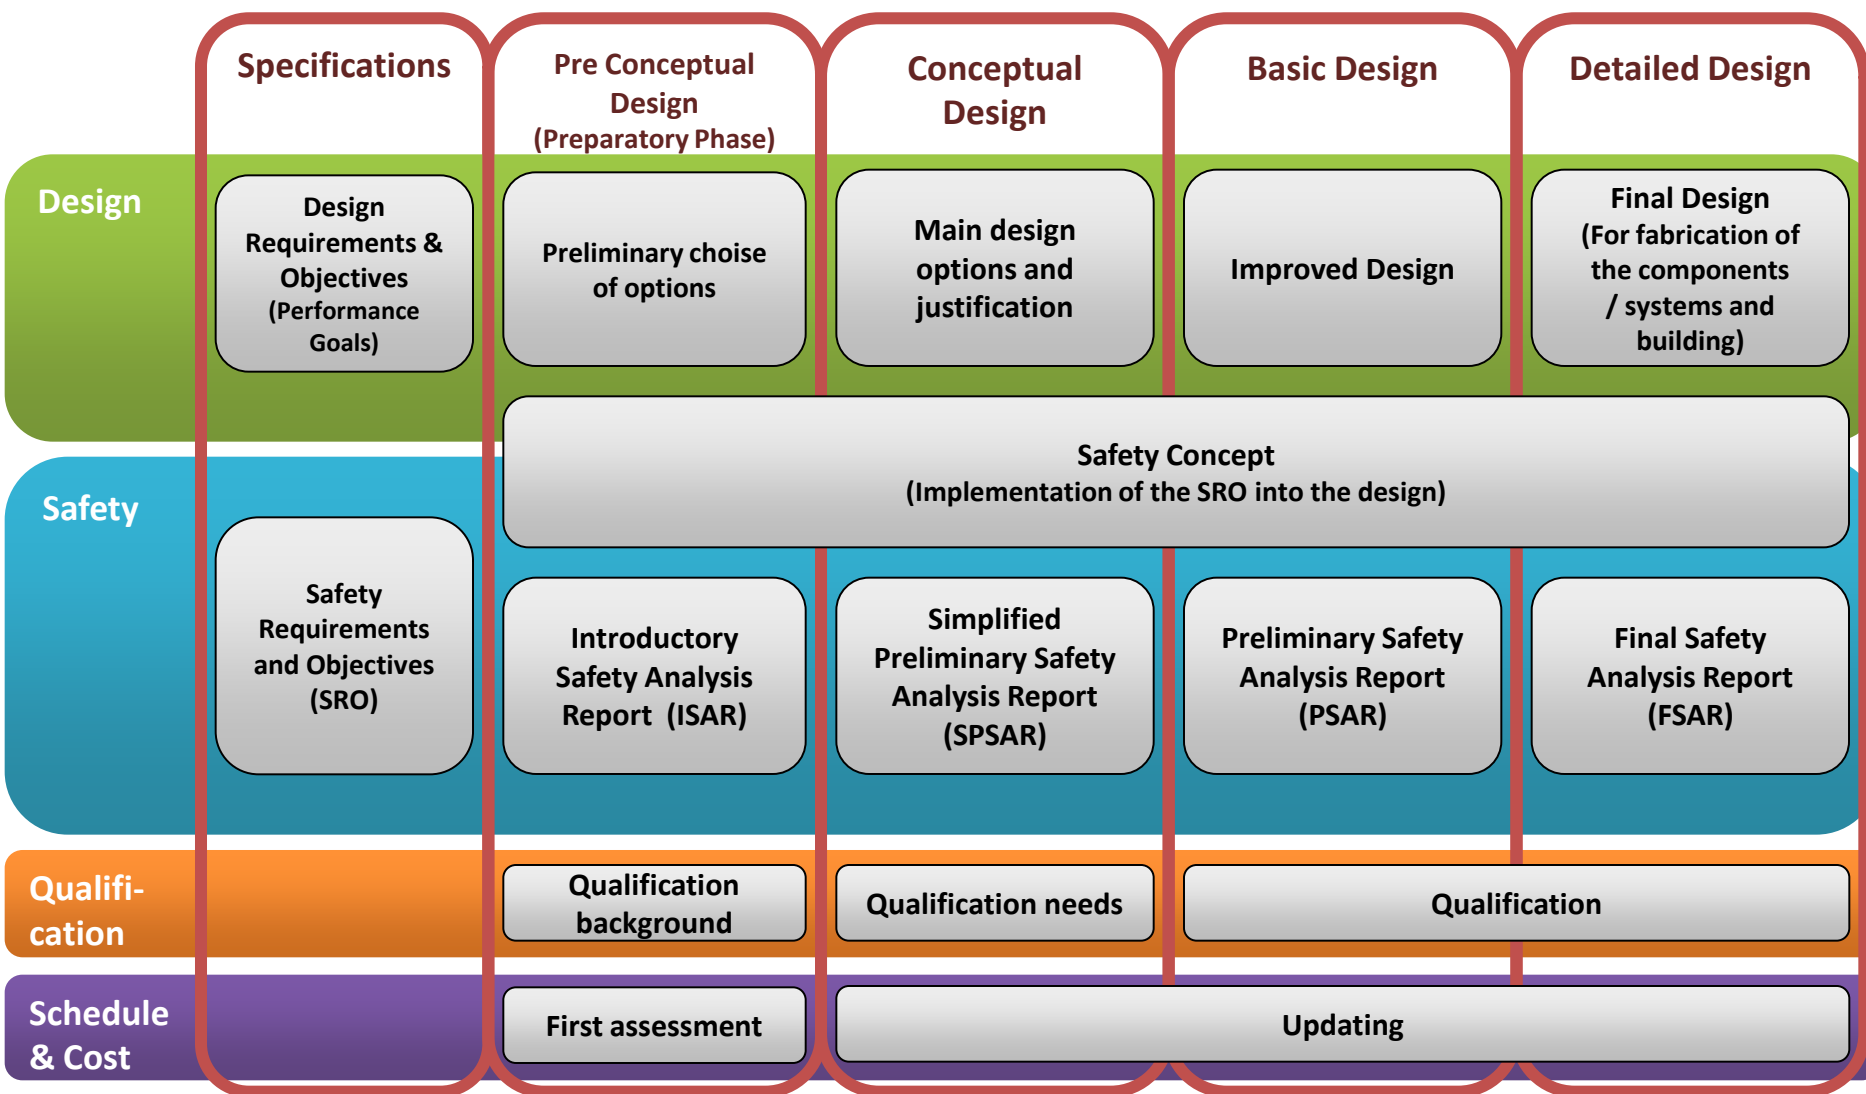 Specifications
Pre Conceptual
Design
(Preparatory Phase)
Conceptual
Design
Basic Design
Detailed Design
Design
Design
Requirements &
Objectives
(Performance
Goals)
Preliminary choise
of options
Main design
options and
justification
Improved Design
Final Design
(For fabrication of
the components
/ systems and
building)
Safety Concept
(Implementation of the SRO into the design)
Safety
Safety
Requirements
and Objectives
(SRO)
Introductory
Safety Analysis
Report (ISAR)
Simplified
Preliminary Safety
Analysis Report
(SPSAR)
Preliminary Safety
Analysis Report
(PSAR)
Final Safety
Analysis Report
(FSAR)
Qualifi-
cation
Qualification
background
Qualification needs
Qualification
Schedule
& Cost
First assessment
Updating